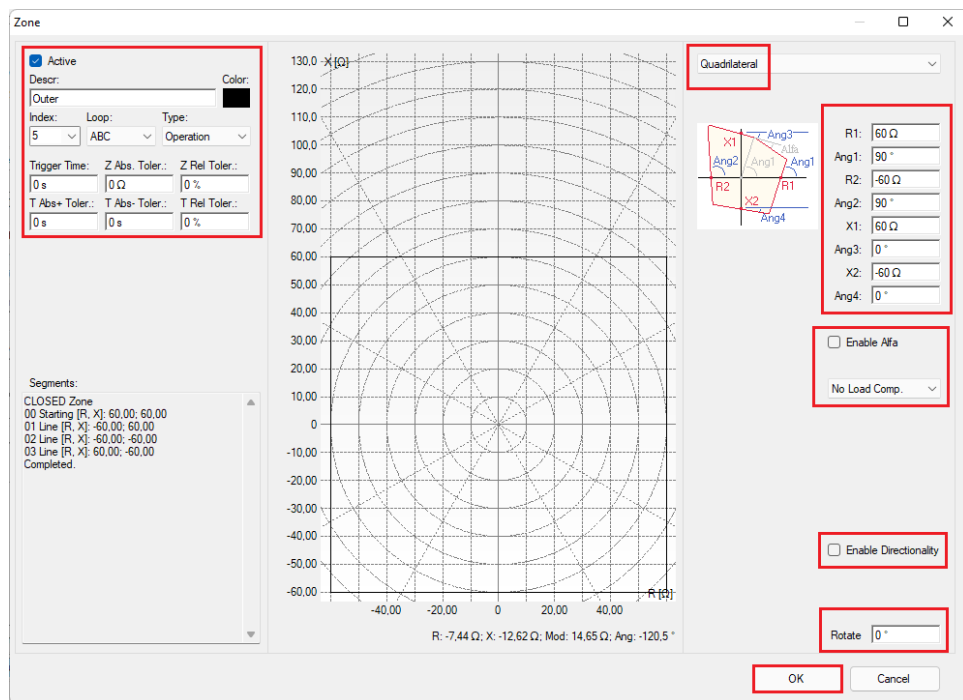 Zone
Active
Descr: Color:
Outer
Index: Loop: Type:
5 ABC Operation
Trigger Time: Z Abs. Toler.: Z Rel Toler.:
0 s 0 Ω 0 %
T Abs+ Toler.: T Abs- Toler.: T Rel Toler.:
0 s 0 s 0 %
Segments:
CLOSED Zone
00 Starting [R, X]: 60,00; 60,00
01 Line [R, X]: -60,00; 60,00
02 Line [R, X]: -60,00; -60,00
03 Line [R, X]: 60,00; -60,00
Completed.
130,0 X [Ω]
120,0
110,0
100,0
90,00
80,00
70,00
60,00
50,00
40,00
30,00
20,00
10,00
0
-10,00
-20,00
-30,00
-40,00
-50,00
-60,00 R [Ω]
-40,00 -20,00 0 20,00 40,00
R: -7,44 Ω; X: -12,62 Ω; Mod: 14,65 Ω; Ang: -120,5 °
Quadrilateral
X1 Ang3
Alfa
Ang2 Ang1 Ang1
R2 R1
X2
Ang4
R1: 60 Ω
Ang1: 90 °
R2: -60 Ω
Ang2: 90 °
X1: 60 Ω
Ang3: 0 °
X2: -60 Ω
Ang4: 0 °
Enable Alfa
No Load Comp.
Enable Directionality
Rotate 0 °
OK Cancel